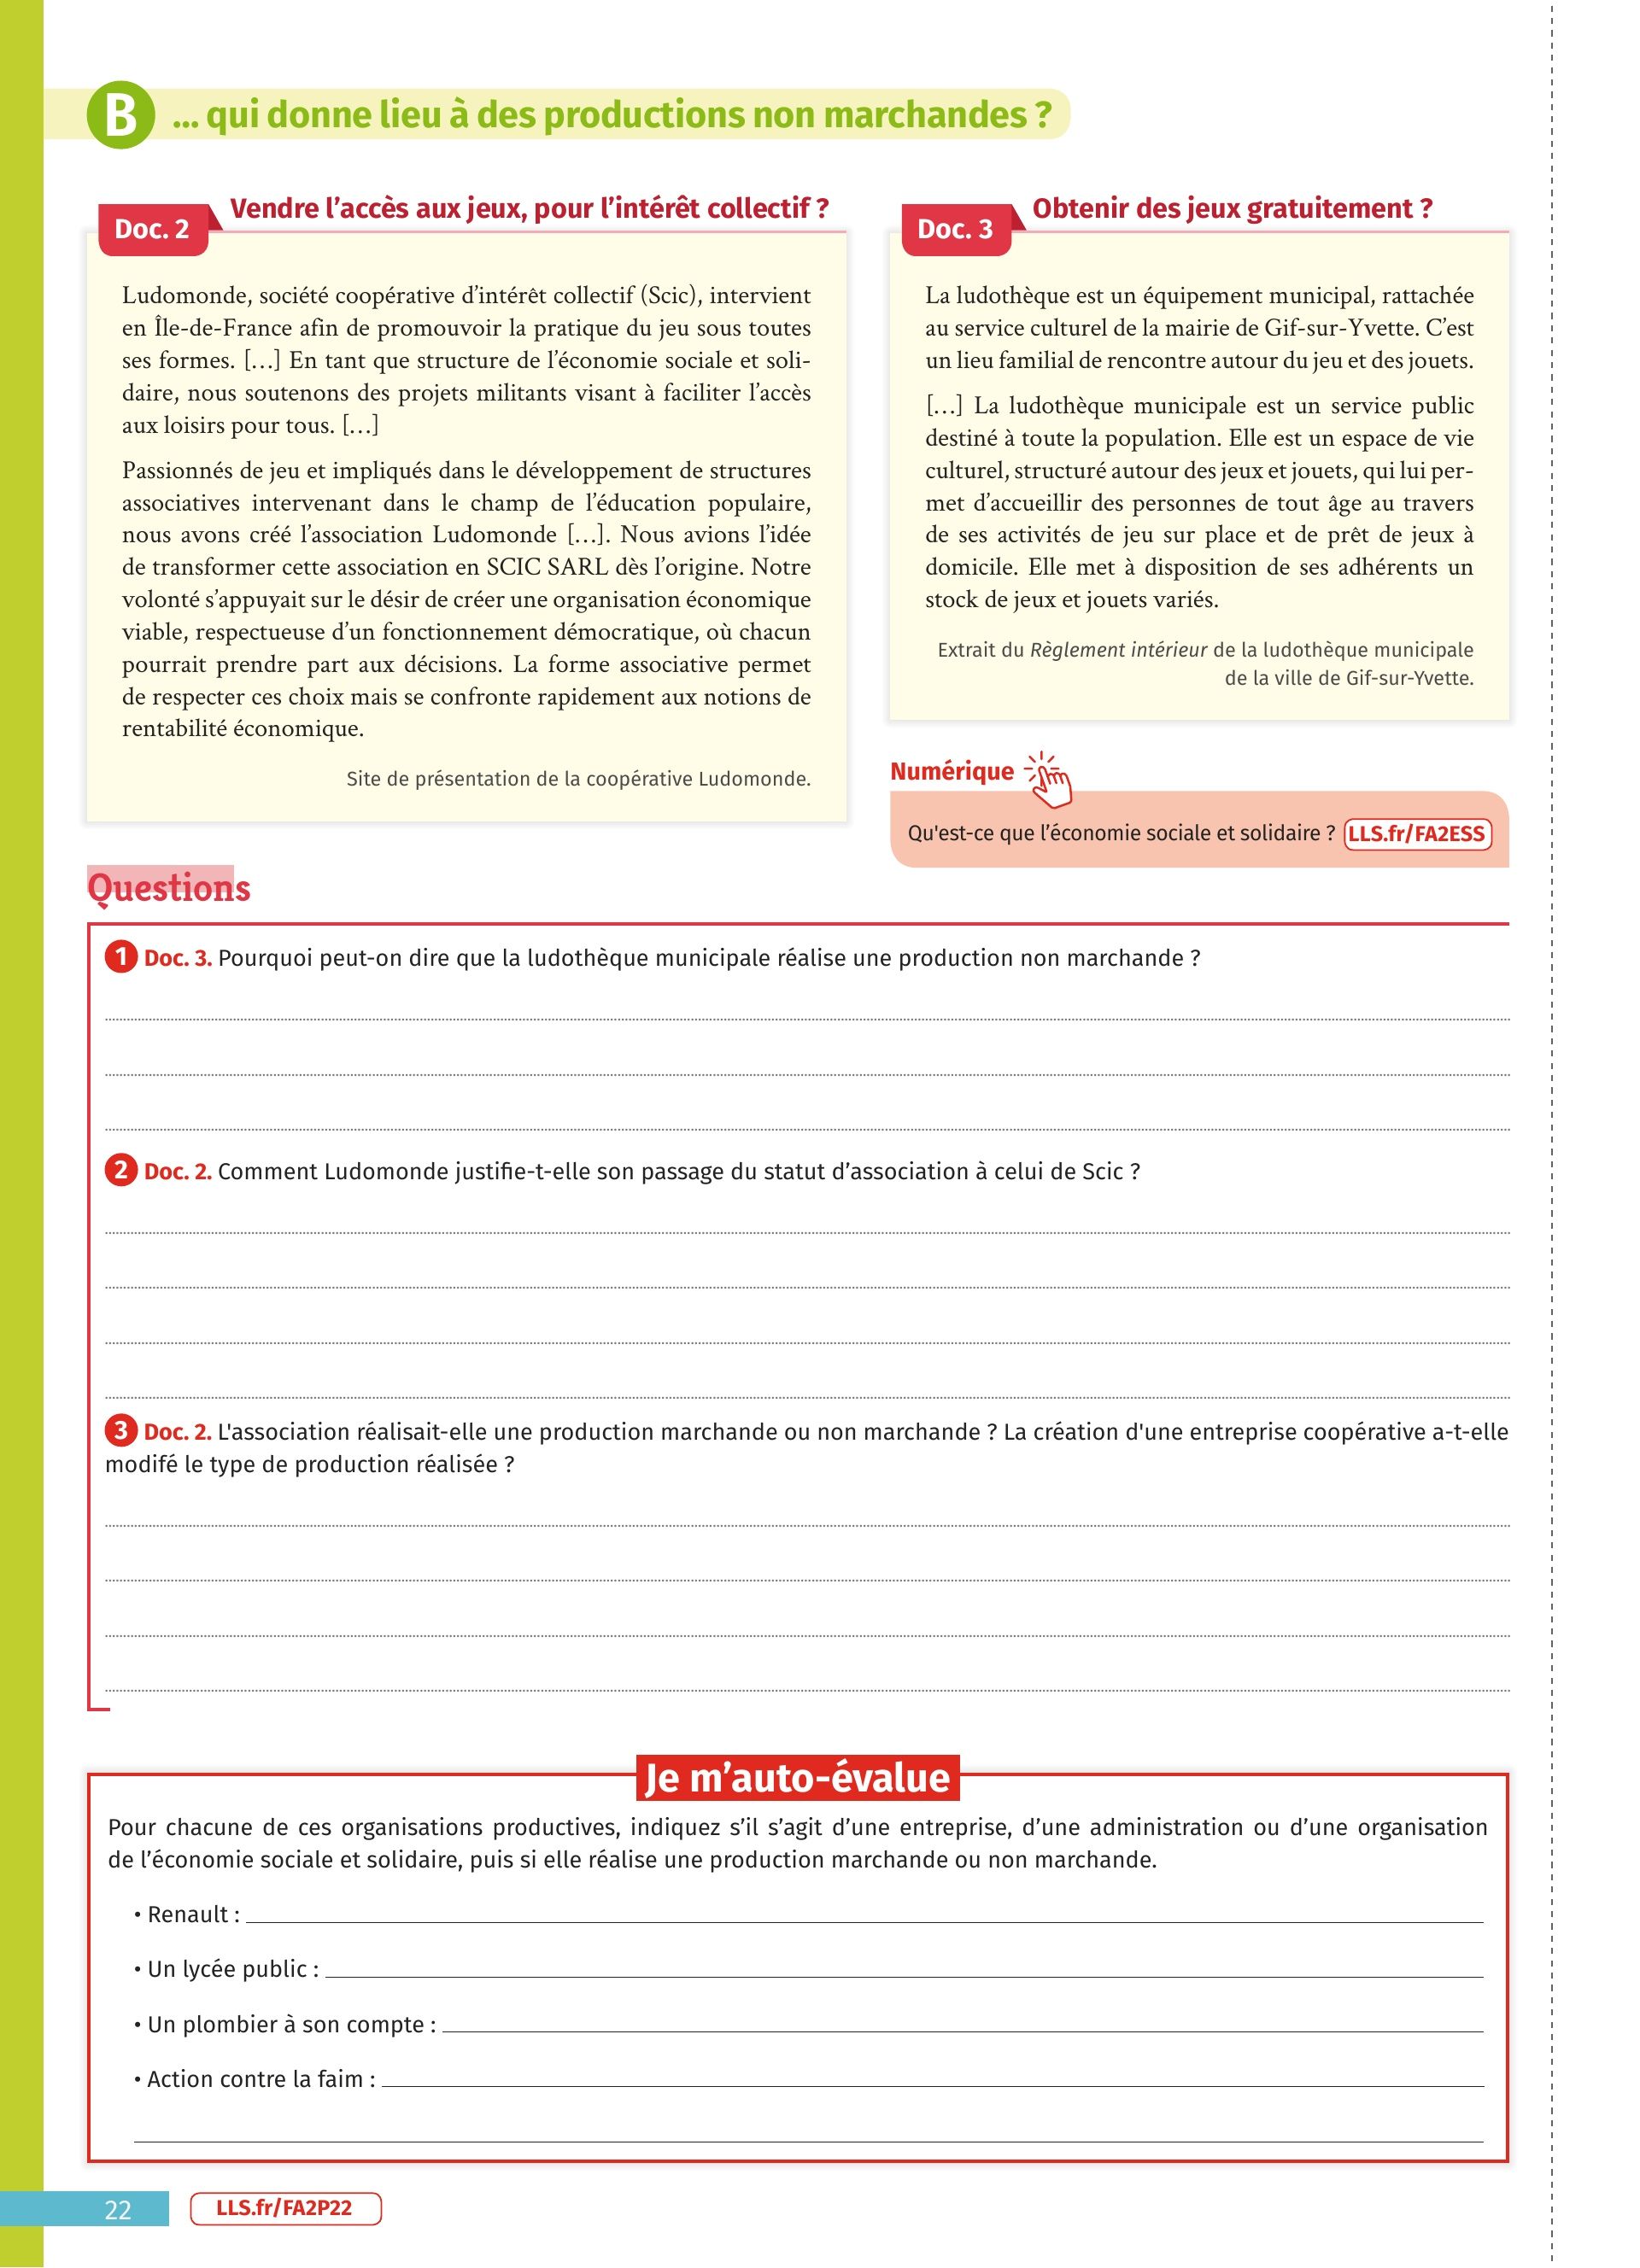 B ... qui donne lieu à des productions non marchandes ?
Doc. 2
Vendre l'accès aux jeux, pour l'intérêt collectif ?
Ludomonde, société coopérative d'intérêt collectif (Scic), intervient
en Île-de-France afin de promouvoir la pratique du jeu sous toutes
ses formes. […] En tant que structure de l'économie sociale et soli-
daire, nous soutenons des projets militants visant à faciliter l'accès
aux loisirs pour tous. […]
Passionnés de jeu et impliqués dans le développement de structures
associatives intervenant dans le champ de l'éducation populaire,
nous avons créé l'association Ludomonde […]. Nous avions l'idée
de transformer cette association en SCIC SARL dès l'origine. Notre
volonté s'appuyait sur le désir de créer une organisation économique
viable, respectueuse d'un fonctionnement démocratique, où chacun
pourrait prendre part aux décisions. La forme associative permet
de respecter ces choix mais se confronte rapidement aux notions de
rentabilité économique.
Site de présentation de la coopérative Ludomonde.
Doc. 3
Obtenir des jeux gratuitement ?
La ludothèque est un équipement municipal, rattachée
au service culturel de la mairie de Gif-sur-Yvette. C'est
un lieu familial de rencontre autour du jeu et des jouets.
[…] La ludothèque municipale est un service public
destiné à toute la population. Elle est un espace de vie
culturel, structuré autour des jeux et jouets, qui lui per-
met d'accueillir des personnes de tout âge au travers
de ses activités de jeu sur place et de prêt de jeux à
domicile. Elle met à disposition de ses adhérents un
stock de jeux et jouets variés.
Extrait du Règlement intérieur de la ludothèque municipale
de la ville de Gif-sur-Yvette.
Numérique
Qu'est-ce que l'économie sociale et solidaire ? LLS.fr/FA2ESS
Questions
1 Doc. 3. Pourquoi peut-on dire que la ludothèque municipale réalise une production non marchande ?
2 Doc. 2. Comment Ludomonde justifie-t-elle son passage du statut d'association à celui de Scic ?
3 Doc. 2. L'association réalisait-elle une production marchande ou non marchande ? La création d'une entreprise coopérative a-t-elle
modifé le type de production réalisée ?
Je m'auto-évalue
Pour chacune de ces organisations productives, indiquez s'il s'agit d'une entreprise, d'une administration ou d'une organisation
de l'économie sociale et solidaire, puis si elle réalise une production marchande ou non marchande.
• Renault :
• Un lycée public :
• Un plombier à son compte :
• Action contre la faim :
22
LLS.fr/FA2P22